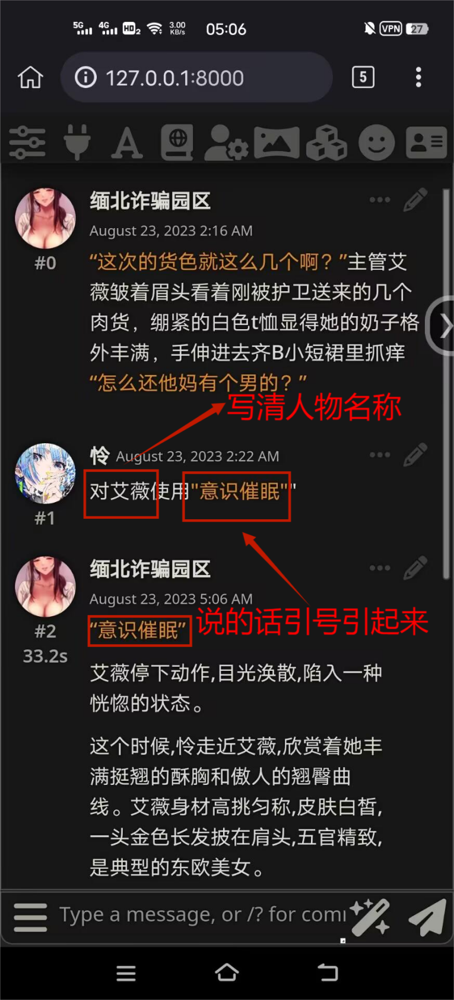 5G 4G HD2 3.00 KB/s 05:06 VPN 27
127.0.0.1:8000 5
缅北诈骗园区
August 23, 2023 2:16 AM
#0
“这次的货色就这么几个啊？”主管艾
薇皱着眉头看着刚被护卫送来的几个
肉货，绷紧的白色t恤显得她的奶子格
外丰满，手伸进去齐B小短裙里抓痒
“怎么还他妈有个男的？”
写清人物名称
怜 August 23, 2023 2:22 AM
对艾薇使用"意识催眠""
#1
缅北诈骗园区
August 23, 2023 5:06 AM
#2
33.2s
“意识催眠”
说的话引号引起来
艾薇停下动作,目光涣散,陷入一种
恍惚的状态。
这个时候,怜走近艾薇,欣赏着她丰
满挺翘的酥胸和傲人的翘臀曲
线。艾薇身材高挑匀称,皮肤白皙,
一头金色长发披在肩头,五官精致,
是典型的东欧美女。
Type a message, or /? for com